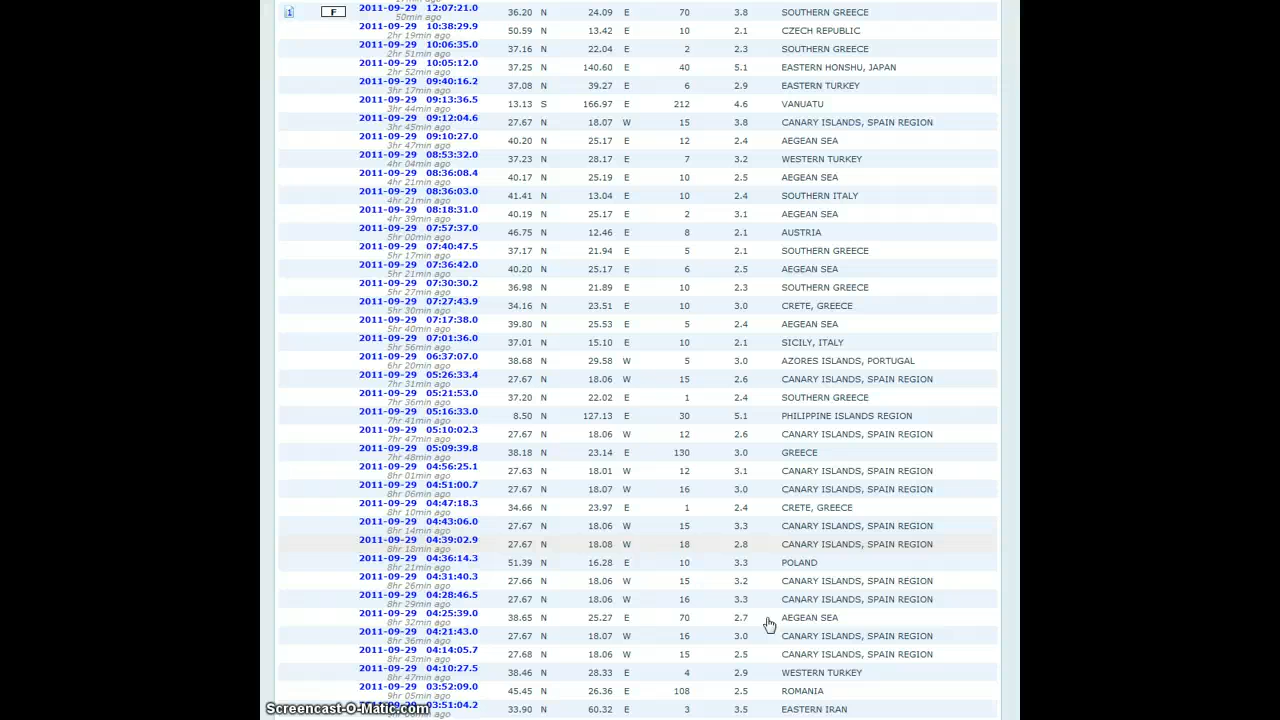 17min ago
1 F 2011-09-29 12:07:21.0 36.20 N 24.09 E 70 3.8 SOUTHERN GREECE
50min ago
2011-09-29 10:38:29.9 50.59 N 13.42 E 10 2.1 CZECH REPUBLIC
2hr 19min ago
2011-09-29 10:06:35.0 37.16 N 22.04 E 2 2.3 SOUTHERN GREECE
2hr 51min ago
2011-09-29 10:05:12.0 37.25 N 140.60 E 40 5.1 EASTERN HONSHU, JAPAN
2hr 52min ago
2011-09-29 09:40:16.2 37.08 N 39.27 E 6 2.9 EASTERN TURKEY
3hr 17min ago
2011-09-29 09:13:36.5 13.13 S 166.97 E 212 4.6 VANUATU
3hr 44min ago
2011-09-29 09:12:04.6 27.67 N 18.07 W 15 3.8 CANARY ISLANDS, SPAIN REGION
3hr 45min ago
2011-09-29 09:10:27.0 40.20 N 25.17 E 12 2.4 AEGEAN SEA
3hr 47min ago
2011-09-29 08:53:32.0 37.23 N 28.17 E 7 3.2 WESTERN TURKEY
4hr 04min ago
2011-09-29 08:36:08.4 40.17 N 25.19 E 10 2.5 AEGEAN SEA
4hr 21min ago
2011-09-29 08:36:03.0 41.41 N 13.04 E 10 2.4 SOUTHERN ITALY
4hr 21min ago
2011-09-29 08:18:31.0 40.19 N 25.17 E 2 3.1 AEGEAN SEA
4hr 39min ago
2011-09-29 07:57:37.0 46.75 N 12.46 E 8 2.1 AUSTRIA
5hr 00min ago
2011-09-29 07:40:47.5 37.17 N 21.94 E 5 2.1 SOUTHERN GREECE
5hr 17min ago
2011-09-29 07:36:42.0 40.20 N 25.17 E 6 2.5 AEGEAN SEA
5hr 21min ago
2011-09-29 07:30:30.2 36.98 N 21.89 E 10 2.3 SOUTHERN GREECE
5hr 27min ago
2011-09-29 07:27:43.9 34.16 N 23.51 E 10 3.0 CRETE, GREECE
5hr 30min ago
2011-09-29 07:17:38.0 39.80 N 25.53 E 5 2.4 AEGEAN SEA
5hr 40min ago
2011-09-29 07:01:36.0 37.01 N 15.10 E 10 2.1 SICILY, ITALY
5hr 56min ago
2011-09-29 06:37:07.0 38.68 N 29.58 W 5 3.0 AZORES ISLANDS, PORTUGAL
6hr 20min ago
2011-09-29 05:26:33.4 27.67 N 18.06 W 15 2.6 CANARY ISLANDS, SPAIN REGION
7hr 31min ago
2011-09-29 05:21:53.0 37.20 N 22.02 E 1 2.4 SOUTHERN GREECE
7hr 36min ago
2011-09-29 05:16:33.0 8.50 N 127.13 E 30 5.1 PHILIPPINE ISLANDS REGION
7hr 41min ago
2011-09-29 05:10:02.3 27.67 N 18.06 W 12 2.6 CANARY ISLANDS, SPAIN REGION
7hr 47min ago
2011-09-29 05:09:39.8 38.18 N 23.14 E 130 3.0 GREECE
7hr 48min ago
2011-09-29 04:56:25.1 27.63 N 18.01 W 12 3.1 CANARY ISLANDS, SPAIN REGION
8hr 01min ago
2011-09-29 04:51:00.7 27.67 N 18.07 W 16 3.0 CANARY ISLANDS, SPAIN REGION
8hr 06min ago
2011-09-29 04:47:18.3 34.66 N 23.97 E 1 2.4 CRETE, GREECE
8hr 10min ago
2011-09-29 04:43:06.0 27.67 N 18.06 W 15 3.3 CANARY ISLANDS, SPAIN REGION
8hr 14min ago
2011-09-29 04:39:02.9 27.67 N 18.08 W 18 2.8 CANARY ISLANDS, SPAIN REGION
8hr 18min ago
2011-09-29 04:36:14.3 51.39 N 16.28 E 10 3.3 POLAND
8hr 21min ago
2011-09-29 04:31:40.3 27.66 N 18.06 W 15 3.2 CANARY ISLANDS, SPAIN REGION
8hr 26min ago
2011-09-29 04:28:46.5 27.67 N 18.06 W 16 3.3 CANARY ISLANDS, SPAIN REGION
8hr 29min ago
2011-09-29 04:25:39.0 38.65 N 25.27 E 70 2.7 AEGEAN SEA
8hr 32min ago
2011-09-29 04:21:43.0 27.67 N 18.07 W 16 3.0 CANARY ISLANDS, SPAIN REGION
8hr 36min ago
2011-09-29 04:14:05.7 27.68 N 18.06 W 15 2.5 CANARY ISLANDS, SPAIN REGION
8hr 43min ago
2011-09-29 04:10:27.5 38.46 N 28.33 E 4 2.9 WESTERN TURKEY
8hr 47min ago
2011-09-29 03:52:09.0 45.45 N 26.36 E 108 2.5 ROMANIA
9hr 05min ago
03:51:04.2 33.90 N 60.32 E 3 3.5 EASTERN IRAN
Screencast-O-Matic.com